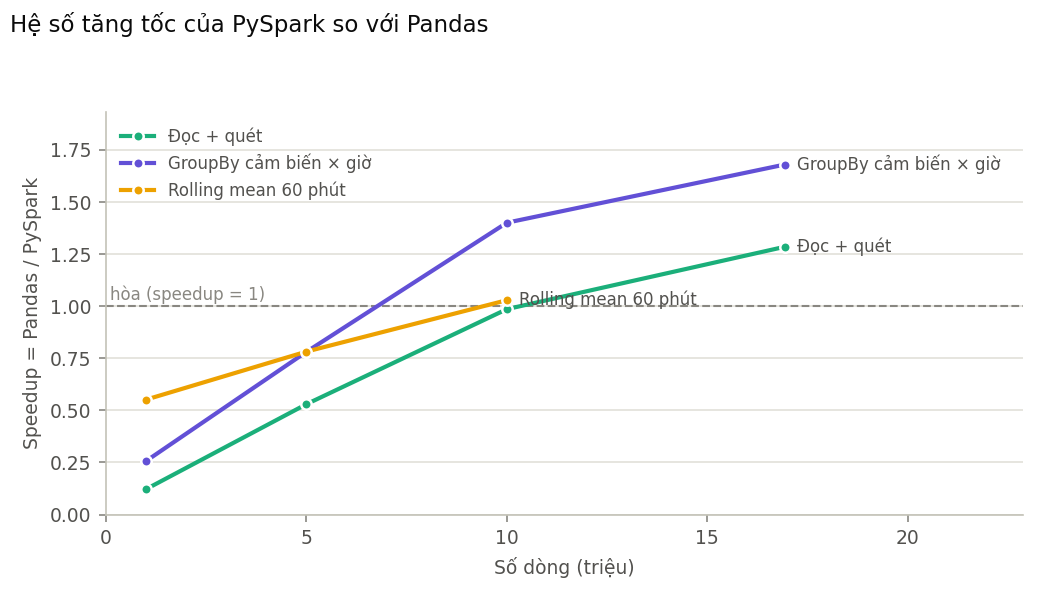 Hệ số tăng tốc của PySpark so với Pandas
Đọc + quét
GroupBy cảm biến × giờ
Rolling mean 60 phút
Speedup = Pandas / PySpark
1.75
1.50
1.25
1.00
0.75
0.50
0.25
0.00
hòa (speedup = 1)
GroupBy cảm biến × giờ
Đọc + quét
Rolling mean 60 phút
0
5
10
15
20
Số dòng (triệu)